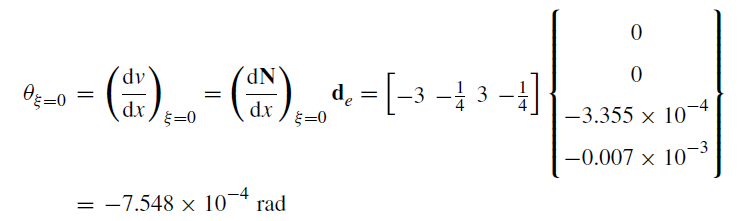 θ_{ξ=0} = (dv/dx)_{ξ=0} = (dN/dx)_{ξ=0} d_e = [−3 −1/4 3 −1/4] { 0 0 −3.355 × 10^{−4} −0.007 × 10^{−3} }
= −7.548 × 10^{−4} rad